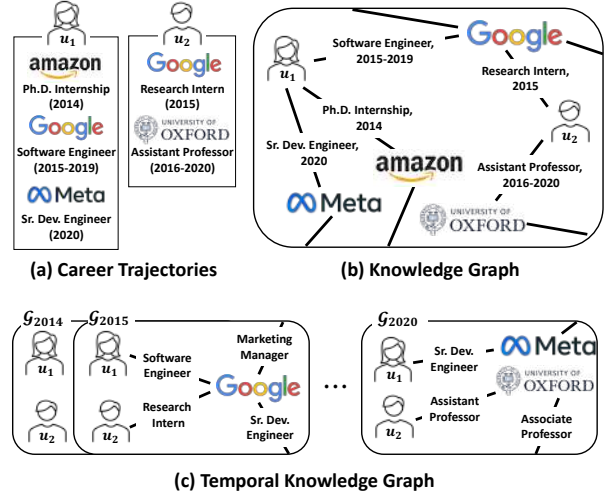 u1
amazon
Ph.D. Internship
(2014)
Google
Software Engineer
(2015-2019)
Meta
Sr. Dev. Engineer
(2020)
u2
Google
Research Intern
(2015)
UNIVERSITY OF
OXFORD
Assistant Professor
(2016-2020)
(a) Career Trajectories
u1
Software Engineer,
2015-2019
Google
Research Intern,
2015
u2
Ph.D. Internship,
2014
Sr. Dev. Engineer,
2020
amazon
Meta
Assistant Professor,
2016-2020
UNIVERSITY OF
OXFORD
(b) Knowledge Graph
G2014
u1
u2
G2015
u1
Software
Engineer
Marketing
Manager
Google
u2
Research
Intern
Sr. Dev.
Engineer
...
G2020
u1
Sr. Dev.
Engineer
Meta
UNIVERSITY OF
OXFORD
u2
Assistant
Professor
Associate
Professor
(c) Temporal Knowledge Graph